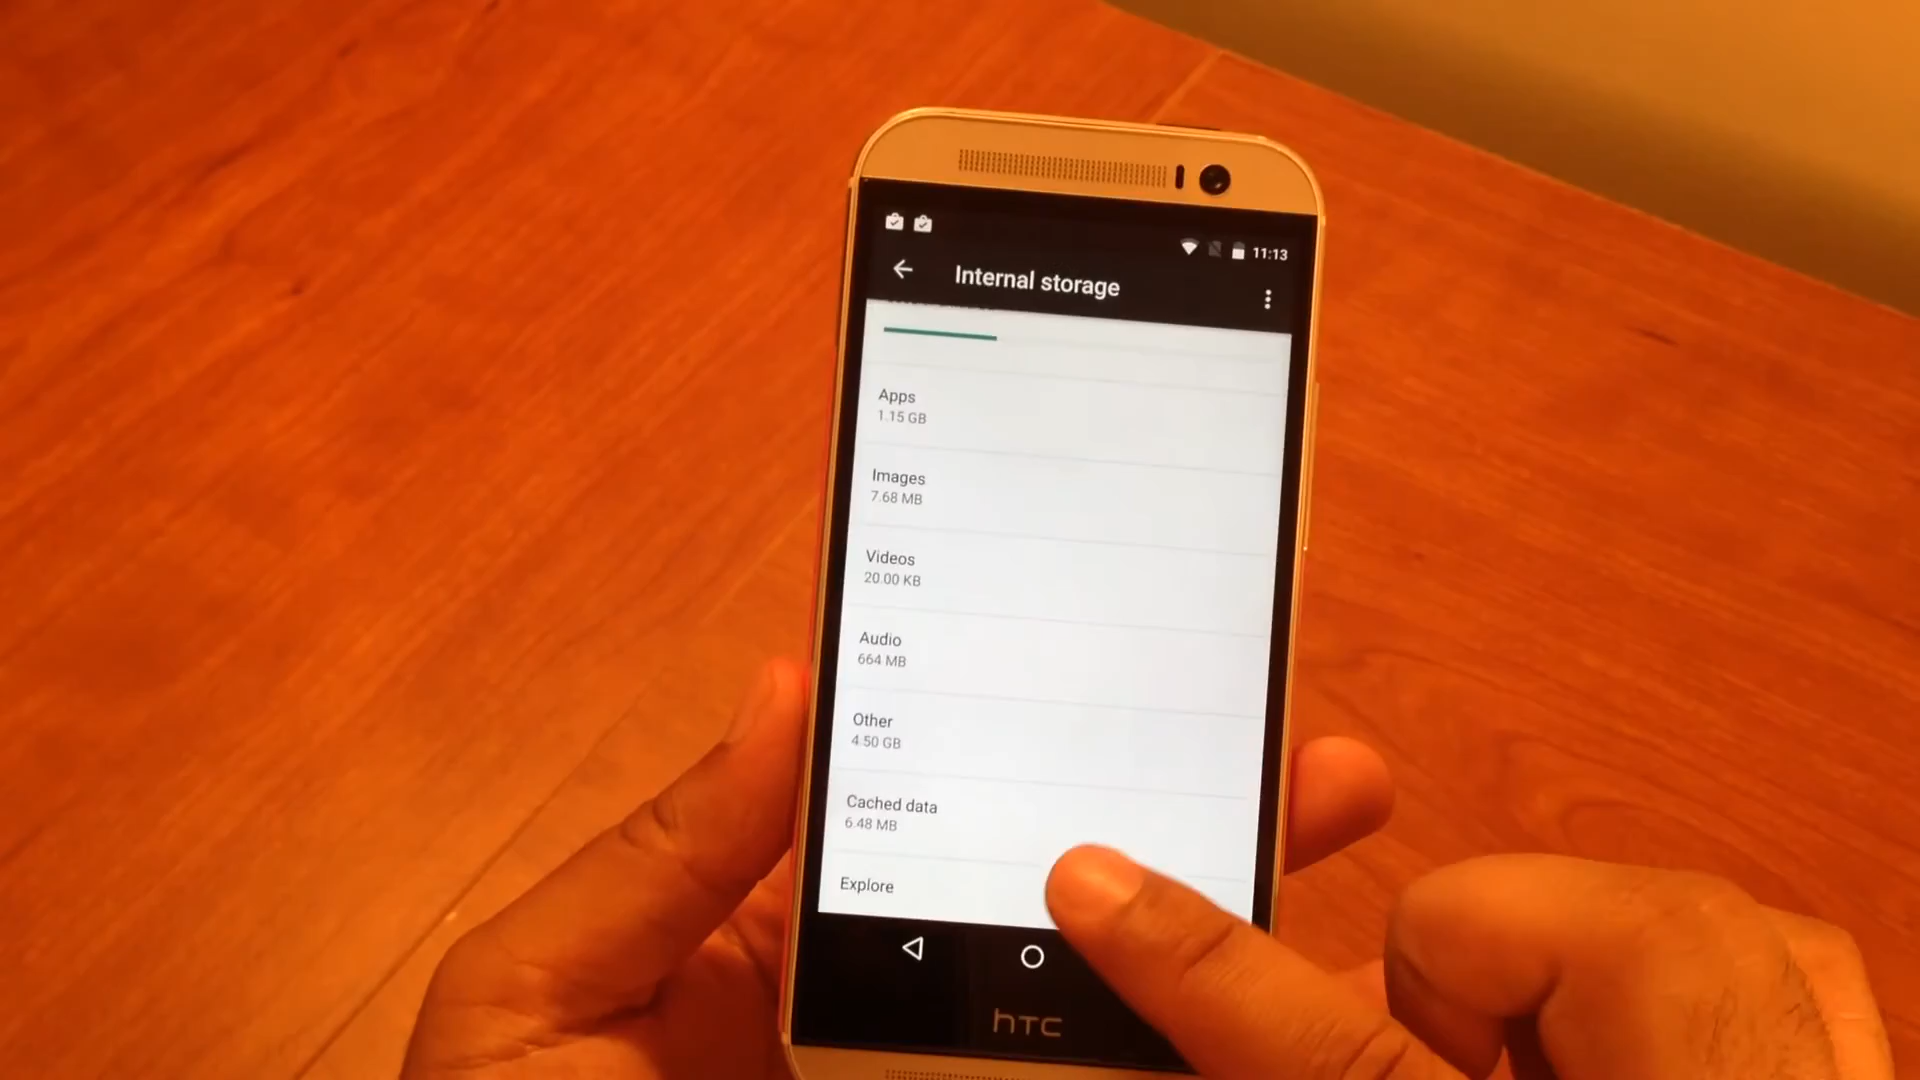 11:13
Internal storage
Apps
1.15 GB
Images
7.68 MB
Videos
20.00 KB
Audio
664 MB
Other
4.50 GB
Cached data
6.48 MB
Explore
hTC